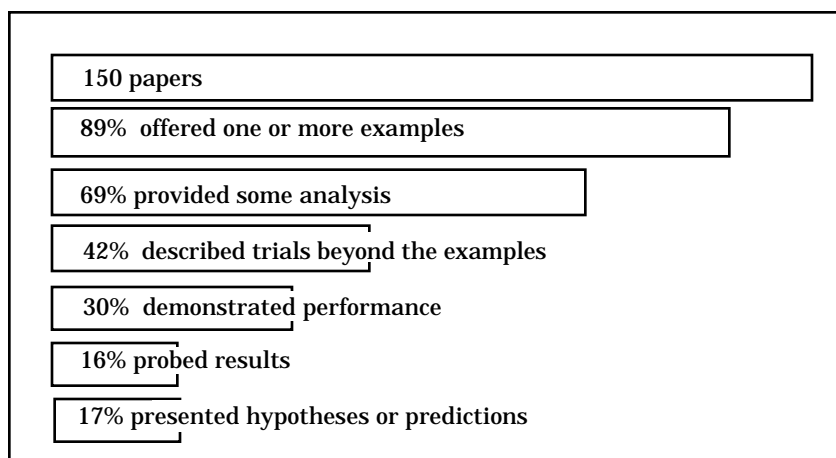 150 papers
89% offered one or more examples
69% provided some analysis
42% described trials beyond the examples
30% demonstrated performance
16% probed results
17% presented hypotheses or predictions